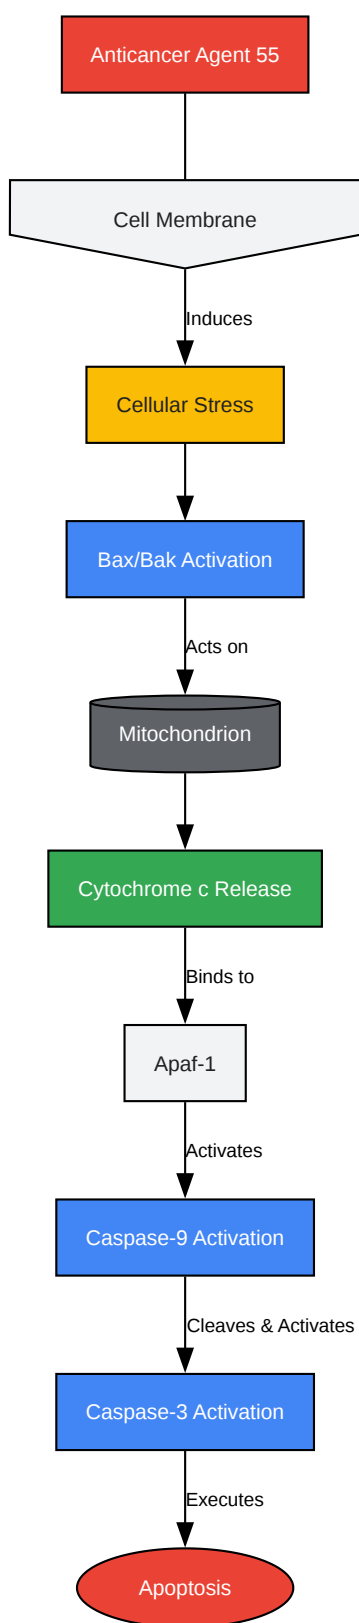 Anticancer Agent 55
Cell Membrane
Induces
Cellular Stress
Bax/Bak Activation
Acts on
Mitochondrion
Cytochrome c Release
Binds to
Apaf-1
Activates
Caspase-9 Activation
Cleaves & Activates
Caspase-3 Activation
Executes
Apoptosis